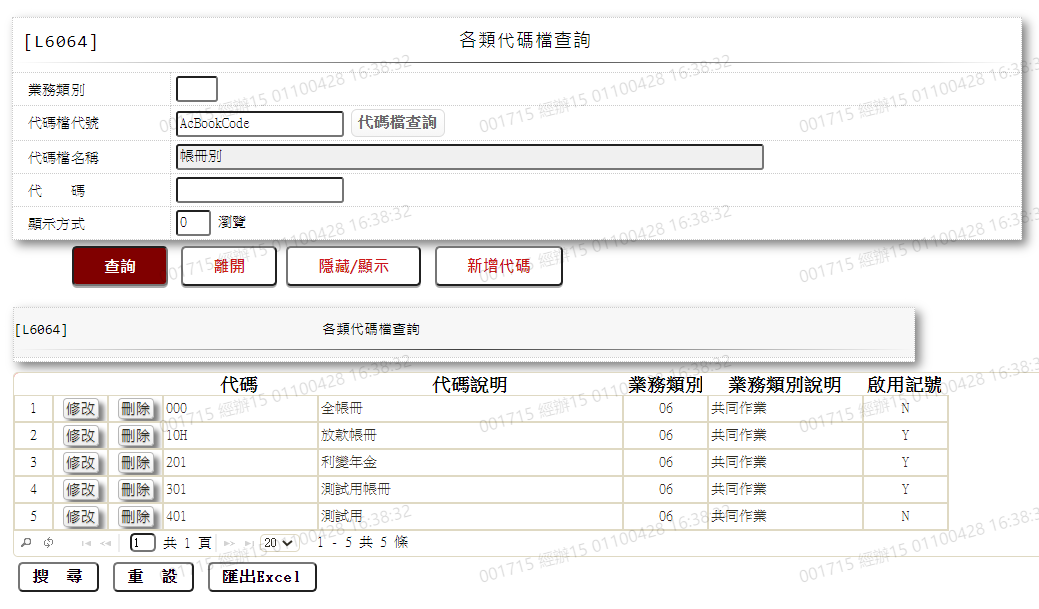 [L6064] 各類代碼檔查詢
業務類別
代碼檔代號 AcBookCode 代碼檔查詢
代碼檔名稱 帳冊別
代 碼
顯示方式 0 瀏覽
查詢 離開 隱藏/顯示 新增代碼
[L6064] 各類代碼檔查詢
代碼 代碼說明 業務類別 業務類別說明 啟用記號
1 修改 刪除 000 全帳冊 06 共同作業 N
2 修改 刪除 10H 放款帳冊 06 共同作業 Y
3 修改 刪除 201 利變年金 06 共同作業 Y
4 修改 刪除 301 測試用帳冊 06 共同作業 Y
5 修改 刪除 401 測試用 06 共同作業 N
1 共 1 頁 20 1 - 5 共 5 條
搜 尋 重 設 匯出Excel
001715 經辦15 01100428 16:38:32